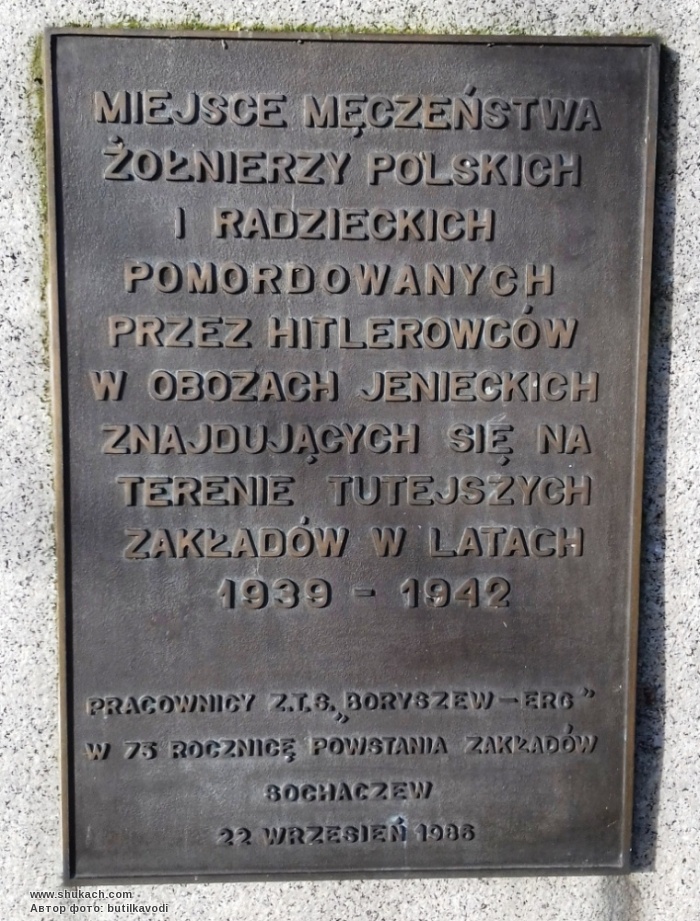 MIEJSCE MĘCZEŃSTWA
ŻOŁNIERZY POLSKICH
I RADZIECKICH
POMORDOWANYCH
PRZEZ HITLEROWCÓW
W OBOZACH JENIECKICH
ZNAJDUJĄCYCH SIĘ NA
TERENIE TUTEJSZYCH
ZAKŁADÓW W LATACH
1939 - 1942
PRACOWNICY Z.T.S. „BORYSZEW-ERG”
W 75 ROCZNICĘ POWSTANIA ZAKŁADÓW
SOCHACZEW
22 WRZESIEŃ 1986
www.shukach.com
Автор фото: butilkavodi